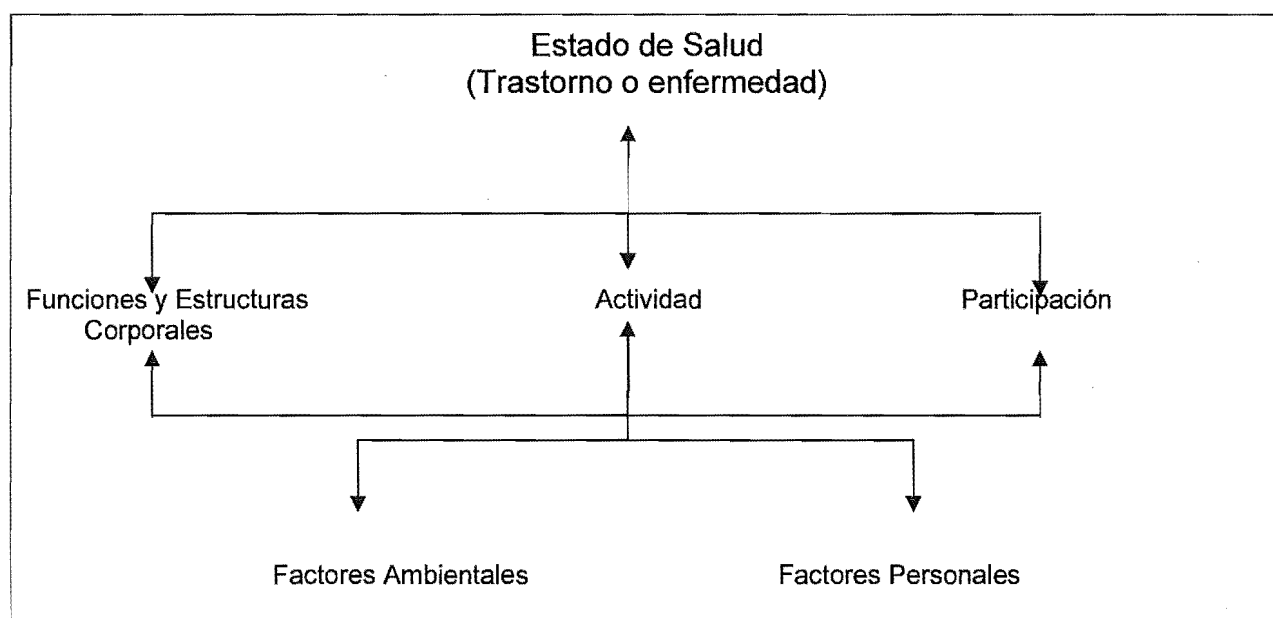 Estado de Salud
(Trastorno o enfermedad)
Funciones y Estructuras
Corporales
Actividad
Participación
Factores Ambientales
Factores Personales